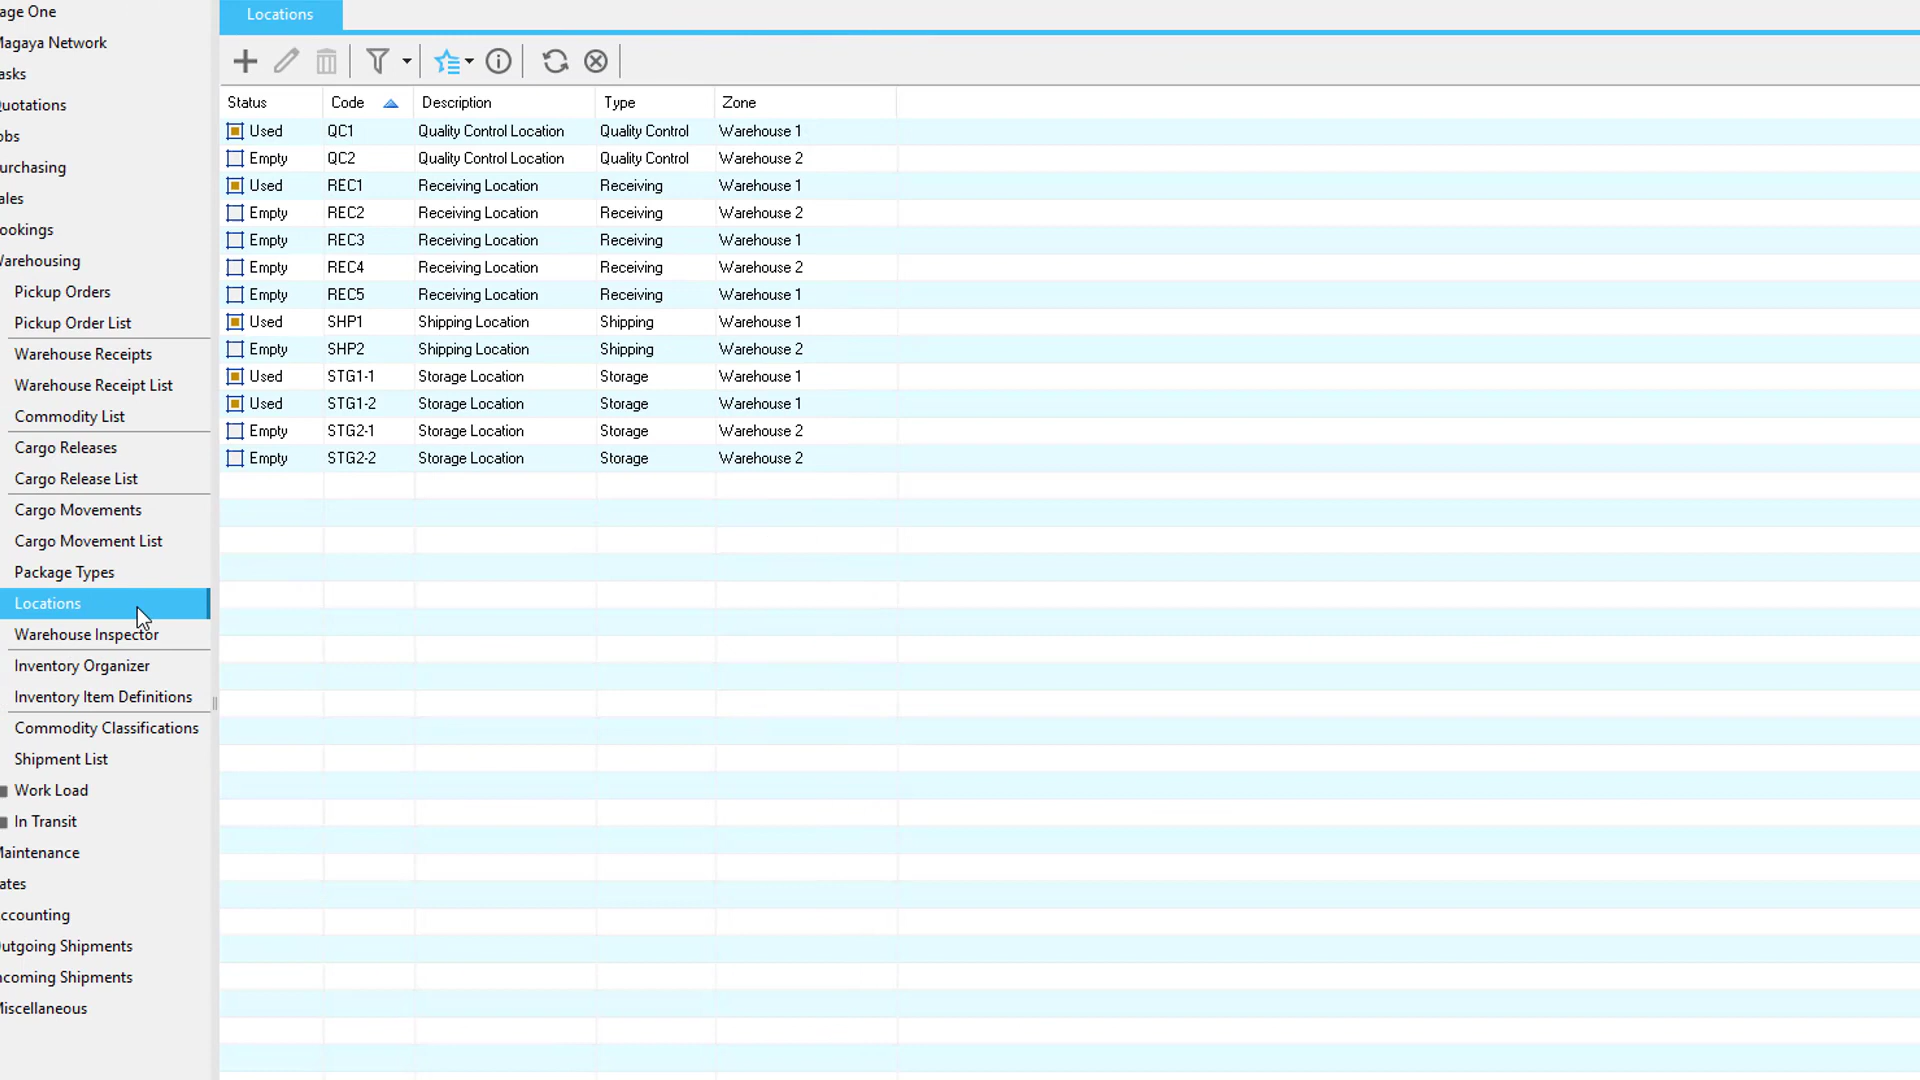 age One
Magaya Network
asks
Quotations
obs
urchasing
ales
ookings
Warehousing
Pickup Orders
Pickup Order List
Warehouse Receipts
Warehouse Receipt List
Commodity List
Cargo Releases
Cargo Release List
Cargo Movements
Cargo Movement List
Package Types
Locations
Warehouse Inspector
Inventory Organizer
Inventory Item Definitions
Commodity Classifications
Shipment List
Work Load
In Transit
Maintenance
ates
ccounting
utgoing Shipments
ncoming Shipments
Miscellaneous
Locations
Status Code Description Type Zone
Used QC1 Quality Control Location Quality Control Warehouse 1
Empty QC2 Quality Control Location Quality Control Warehouse 2
Used REC1 Receiving Location Receiving Warehouse 1
Empty REC2 Receiving Location Receiving Warehouse 2
Empty REC3 Receiving Location Receiving Warehouse 1
Empty REC4 Receiving Location Receiving Warehouse 2
Empty REC5 Receiving Location Receiving Warehouse 1
Used SHP1 Shipping Location Shipping Warehouse 1
Empty SHP2 Shipping Location Shipping Warehouse 2
Used STG1-1 Storage Location Storage Warehouse 1
Used STG1-2 Storage Location Storage Warehouse 1
Empty STG2-1 Storage Location Storage Warehouse 2
Empty STG2-2 Storage Location Storage Warehouse 2